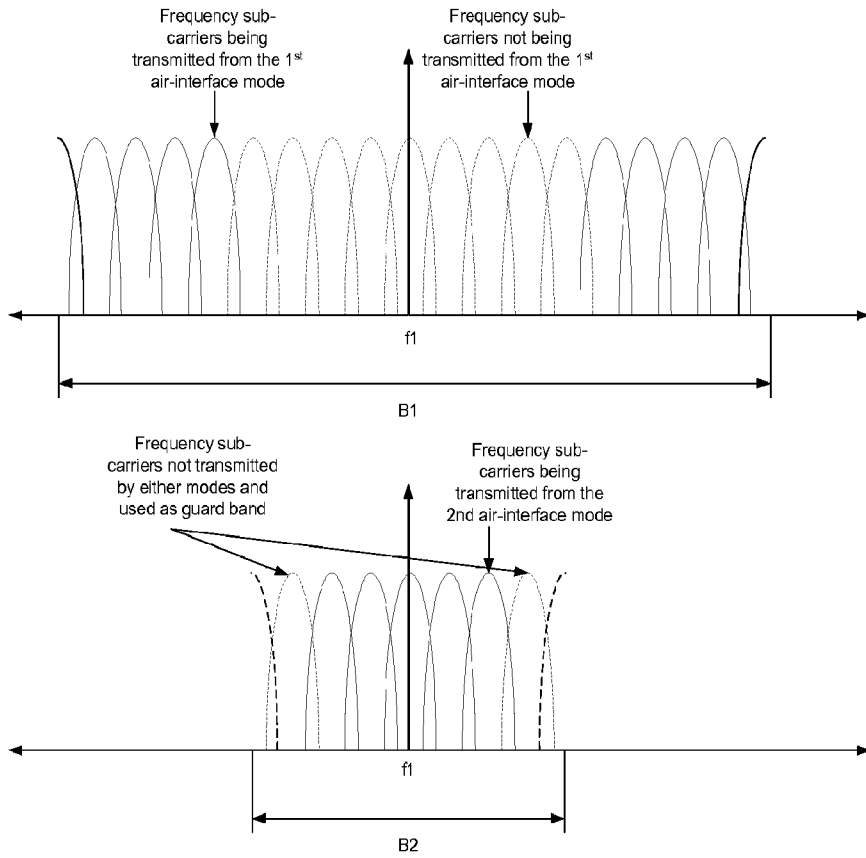 Frequency sub-
carriers being
transmitted from the 1st
air-interface mode
Frequency sub-
carriers not being
transmitted from the 1st
air-interface mode
f1
B1
Frequency sub-
carriers not transmitted
by either modes and
used as guard band
Frequency sub-
carriers being
transmitted from the
2nd air-interface mode
f1
B2